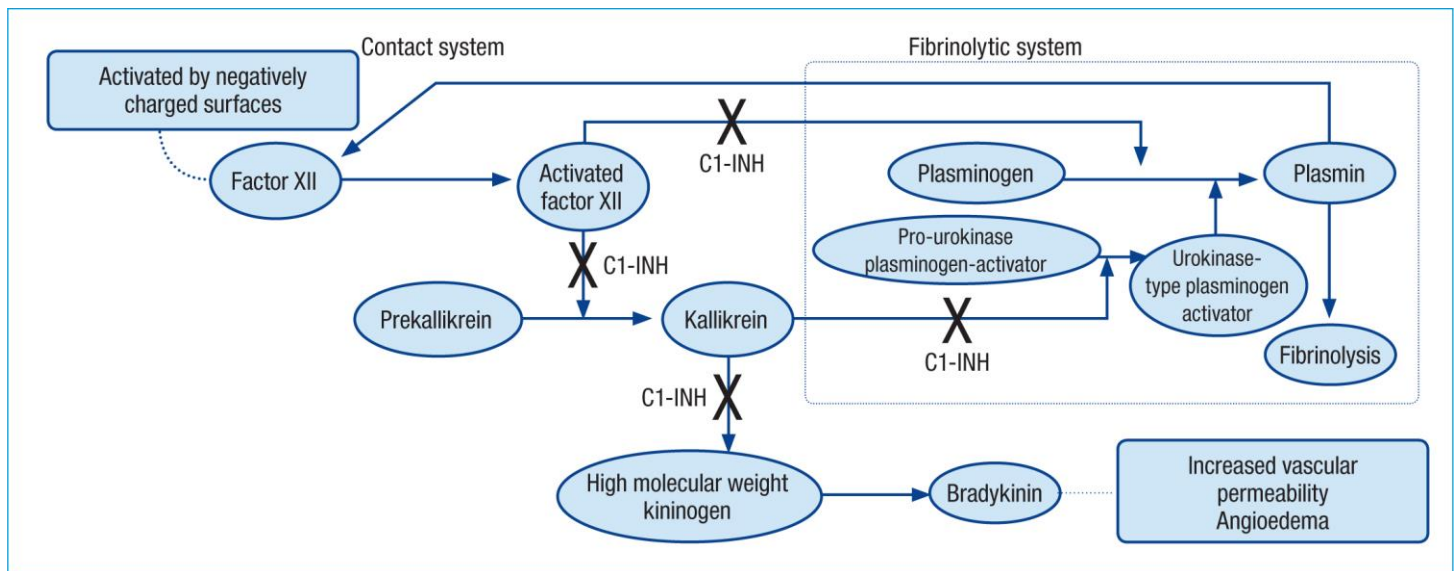 Contact system
Fibrinolytic system
Activated by negatively
charged surfaces
X
C1-INH
Factor XII
Activated
factor XII
Plasminogen
Plasmin
X
C1-INH
Pro-urokinase
plasminogen-activator
Urokinase-
type plasminogen
activator
Prekallikrein
Kallikrein
X
C1-INH
Fibrinolysis
C1-INH
X
High molecular weight
kininogen
Bradykinin
Increased vascular
permeability
Angioedema